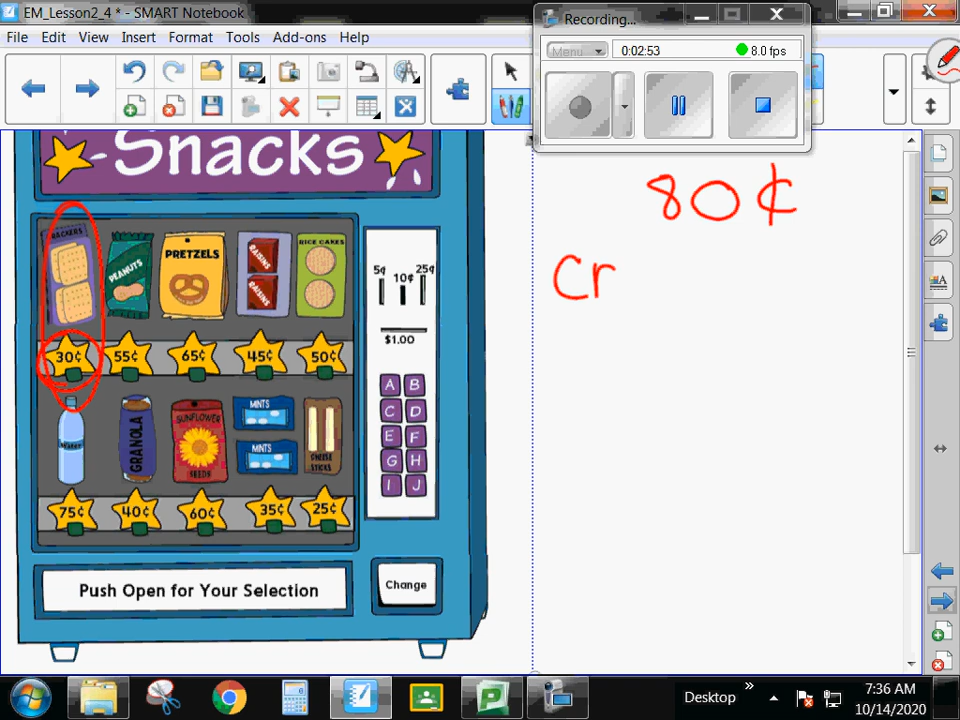 EM_Lesson2_4 * - SMART Notebook
Recording...
File Edit View Insert Format Tools Add-ons Help
Menu 0:02:53 8.0 fps
Snacks
80¢
Cr
CRACKERS
PEANUTS
PRETZELS
RAISINS
RAISINS
RICE CAKES
5¢ 10¢ 25¢
$1.00
30¢ 55¢ 65¢ 45¢ 50¢
A B
C D
E F
G H
I J
Water
GRANOLA
SUNFLOWER
SEEDS
MINTS
MINTS
CHEESE
STICKS
75¢ 40¢ 60¢ 35¢ 25¢
Push Open for Your Selection
Change
Desktop
7:36 AM
10/14/2020